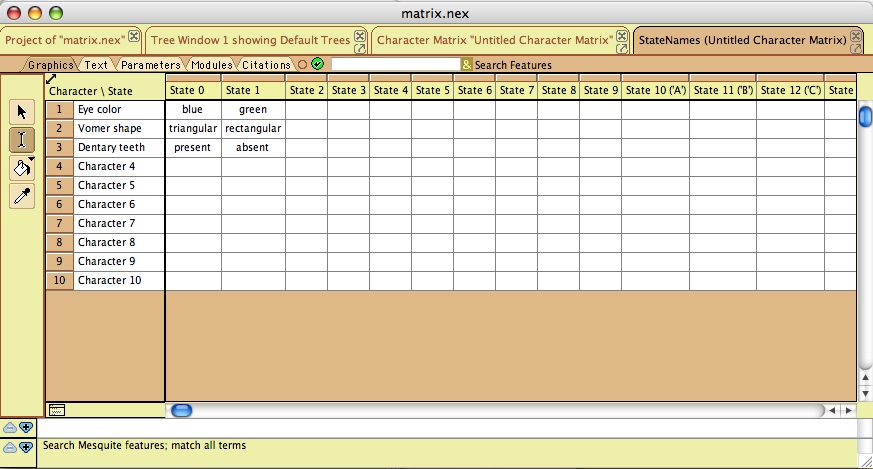 matrix.nex
Project of "matrix.nex" Tree Window 1 showing Default Trees Character Matrix "Untitled Character Matrix" StateNames (Untitled Character Matrix)
Graphics Text Parameters Modules Citations & Search Features
Character \ State State 0 State 1 State 2 State 3 State 4 State 5 State 6 State 7 State 8 State 9 State 10 ('A') State 11 ('B') State 12 ('C') State
1 Eye color blue green
2 Vomer shape triangular rectangular
3 Dentary teeth present absent
4 Character 4
5 Character 5
6 Character 6
7 Character 7
8 Character 8
9 Character 9
10 Character 10
Search Mesquite features; match all terms